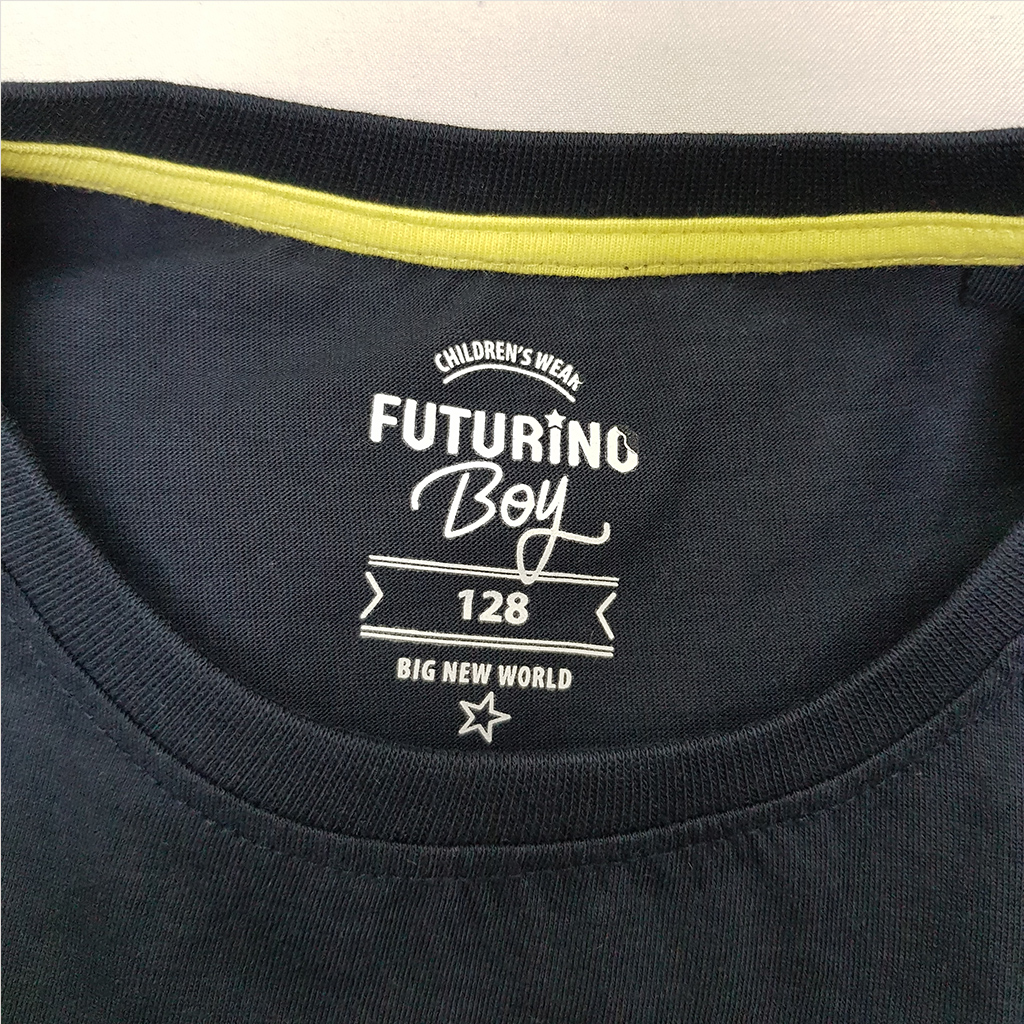 CHILDREN'S WEAR
FUTURINO
Boy
128
BIG NEW WORLD